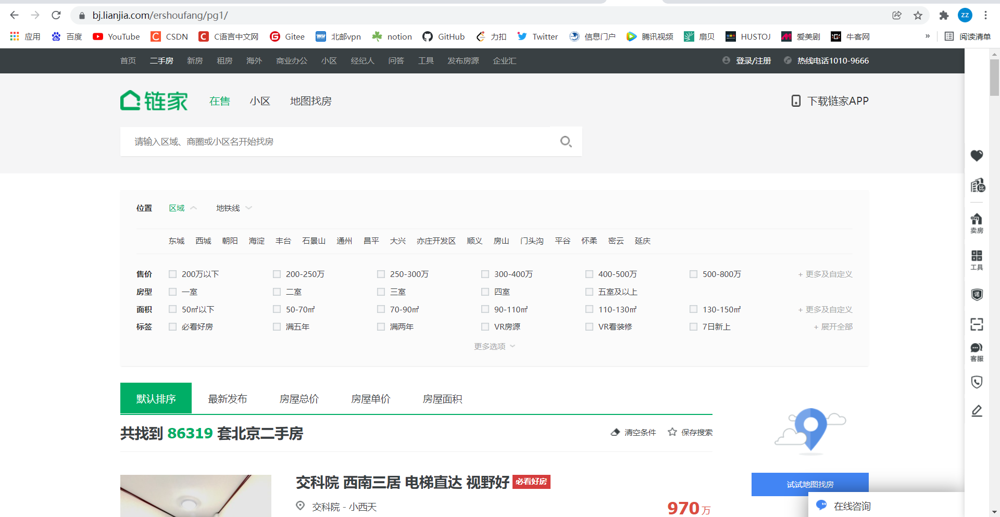 bj.lianjia.com/ershoufang/pg1/
ZZ
应用 百度 YouTube CSDN C语言中文网 Gitee 北邮vpn notion GitHub 力扣 Twitter 信息门户 腾讯视频 扇贝 HUSTOJ 爱美剧 牛客网 » 阅读清单
首页 二手房 新房 租房 海外 商业办公 小区 经纪人 问答 工具 发布房源 企业汇 登录/注册 热线电话1010-9666
链家 在售 小区 地图找房 下载链家APP
请输入区域、商圈或小区名开始找房
位置 区域 地铁线
东城 西城 朝阳 海淀 丰台 石景山 通州 昌平 大兴 亦庄开发区 顺义 房山 门头沟 平谷 怀柔 密云 延庆
售价 200万以下 200-250万 250-300万 300-400万 400-500万 500-800万 + 更多及自定义
房型 一室 二室 三室 四室 五室及以上
面积 50㎡以下 50-70㎡ 70-90㎡ 90-110㎡ 110-130㎡ 130-150㎡ + 更多及自定义
标签 必看好房 满五年 满两年 VR房源 VR看装修 7日新上 + 展开全部
更多选项
默认排序 最新发布 房屋总价 房屋单价 房屋面积
共找到 86319 套北京二手房 清空条件 保存搜索
交科院 西南三居 电梯直达 视野好 必看好房
交科院 - 小西天
970万
试试地图找房
在线咨询
比
卖房
工具
诺
客服